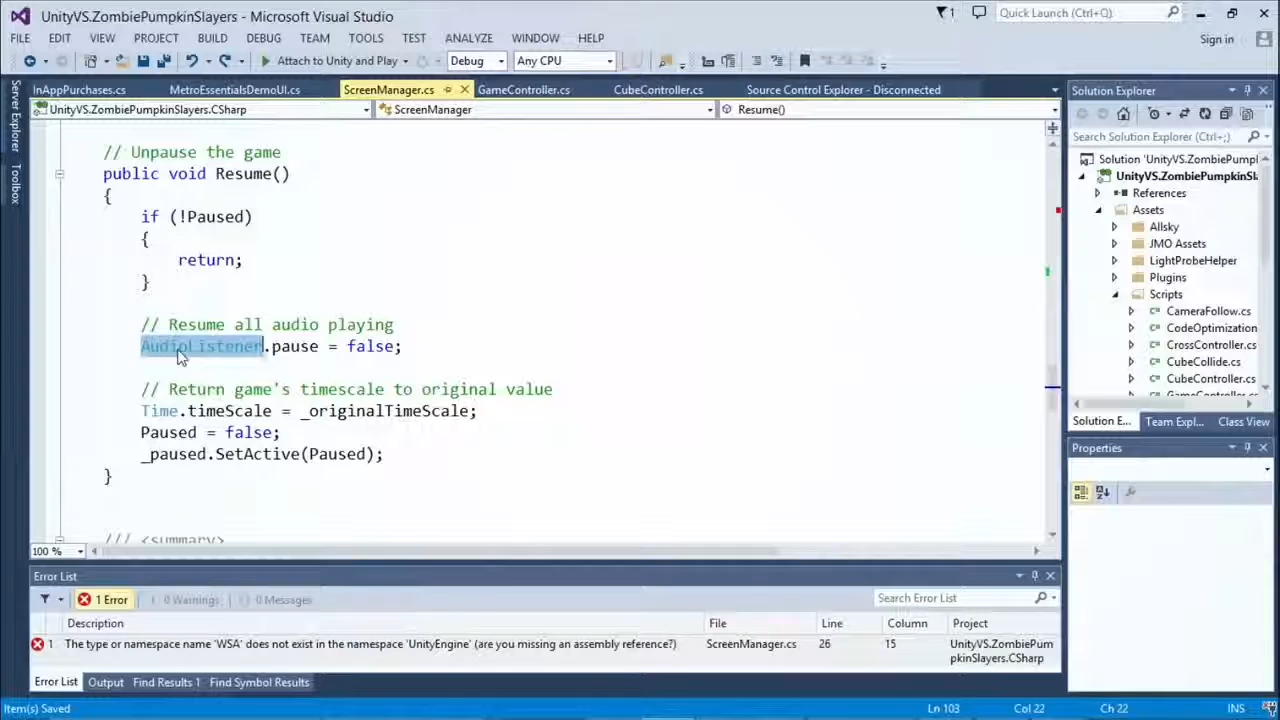 UnityVS.ZombiePumpkinSlayers - Microsoft Visual Studio
1
Quick Launch (Ctrl+Q)
FILE EDIT VIEW PROJECT BUILD DEBUG TEAM TOOLS TEST ANALYZE WINDOW HELP
Sign in
Attach to Unity and Play
Debug
Any CPU
InAppPurchases.cs MetroEssentialsDemoUI.cs ScreenManager.cs GameController.cs CubeController.cs Source Control Explorer - Disconnected
UnityVS.ZombiePumpkinSlayers.CSharp ScreenManager Resume()
Server Explorer
Toolbox
// Unpause the game
public void Resume()
{
if (!Paused)
{
return;
}
// Resume all audio playing
AudioListener.pause = false;
// Return game's timescale to original value
Time.timeScale = _originalTimeScale;
Paused = false;
_paused.SetActive(Paused);
}
/// <summary>
100 %
Solution Explorer
Search Solution Explorer (Ctrl+;)
Solution 'UnityVS.ZombiePumpl
UnityVS.ZombiePumpkinSla
References
Assets
Allsky
JMO Assets
LightProbeHelper
Plugins
Scripts
CameraFollow.cs
CodeOptimization
CrossController.cs
CubeCollide.cs
CubeController.cs
Solution E... Team Expl... Class View
Properties
Error List
1 Error 0 Warnings 0 Messages
Search Error List
Description File Line Column Project
1 The type or namespace name 'WSA' does not exist in the namespace 'UnityEngine' (are you missing an assembly reference?) ScreenManager.cs 26 15 UnityVS.ZombiePum
pkinSlayers.CSharp
Error List Output Find Results 1 Find Symbol Results
Item(s) Saved
Ln 103 Col 22 Ch 22 INS